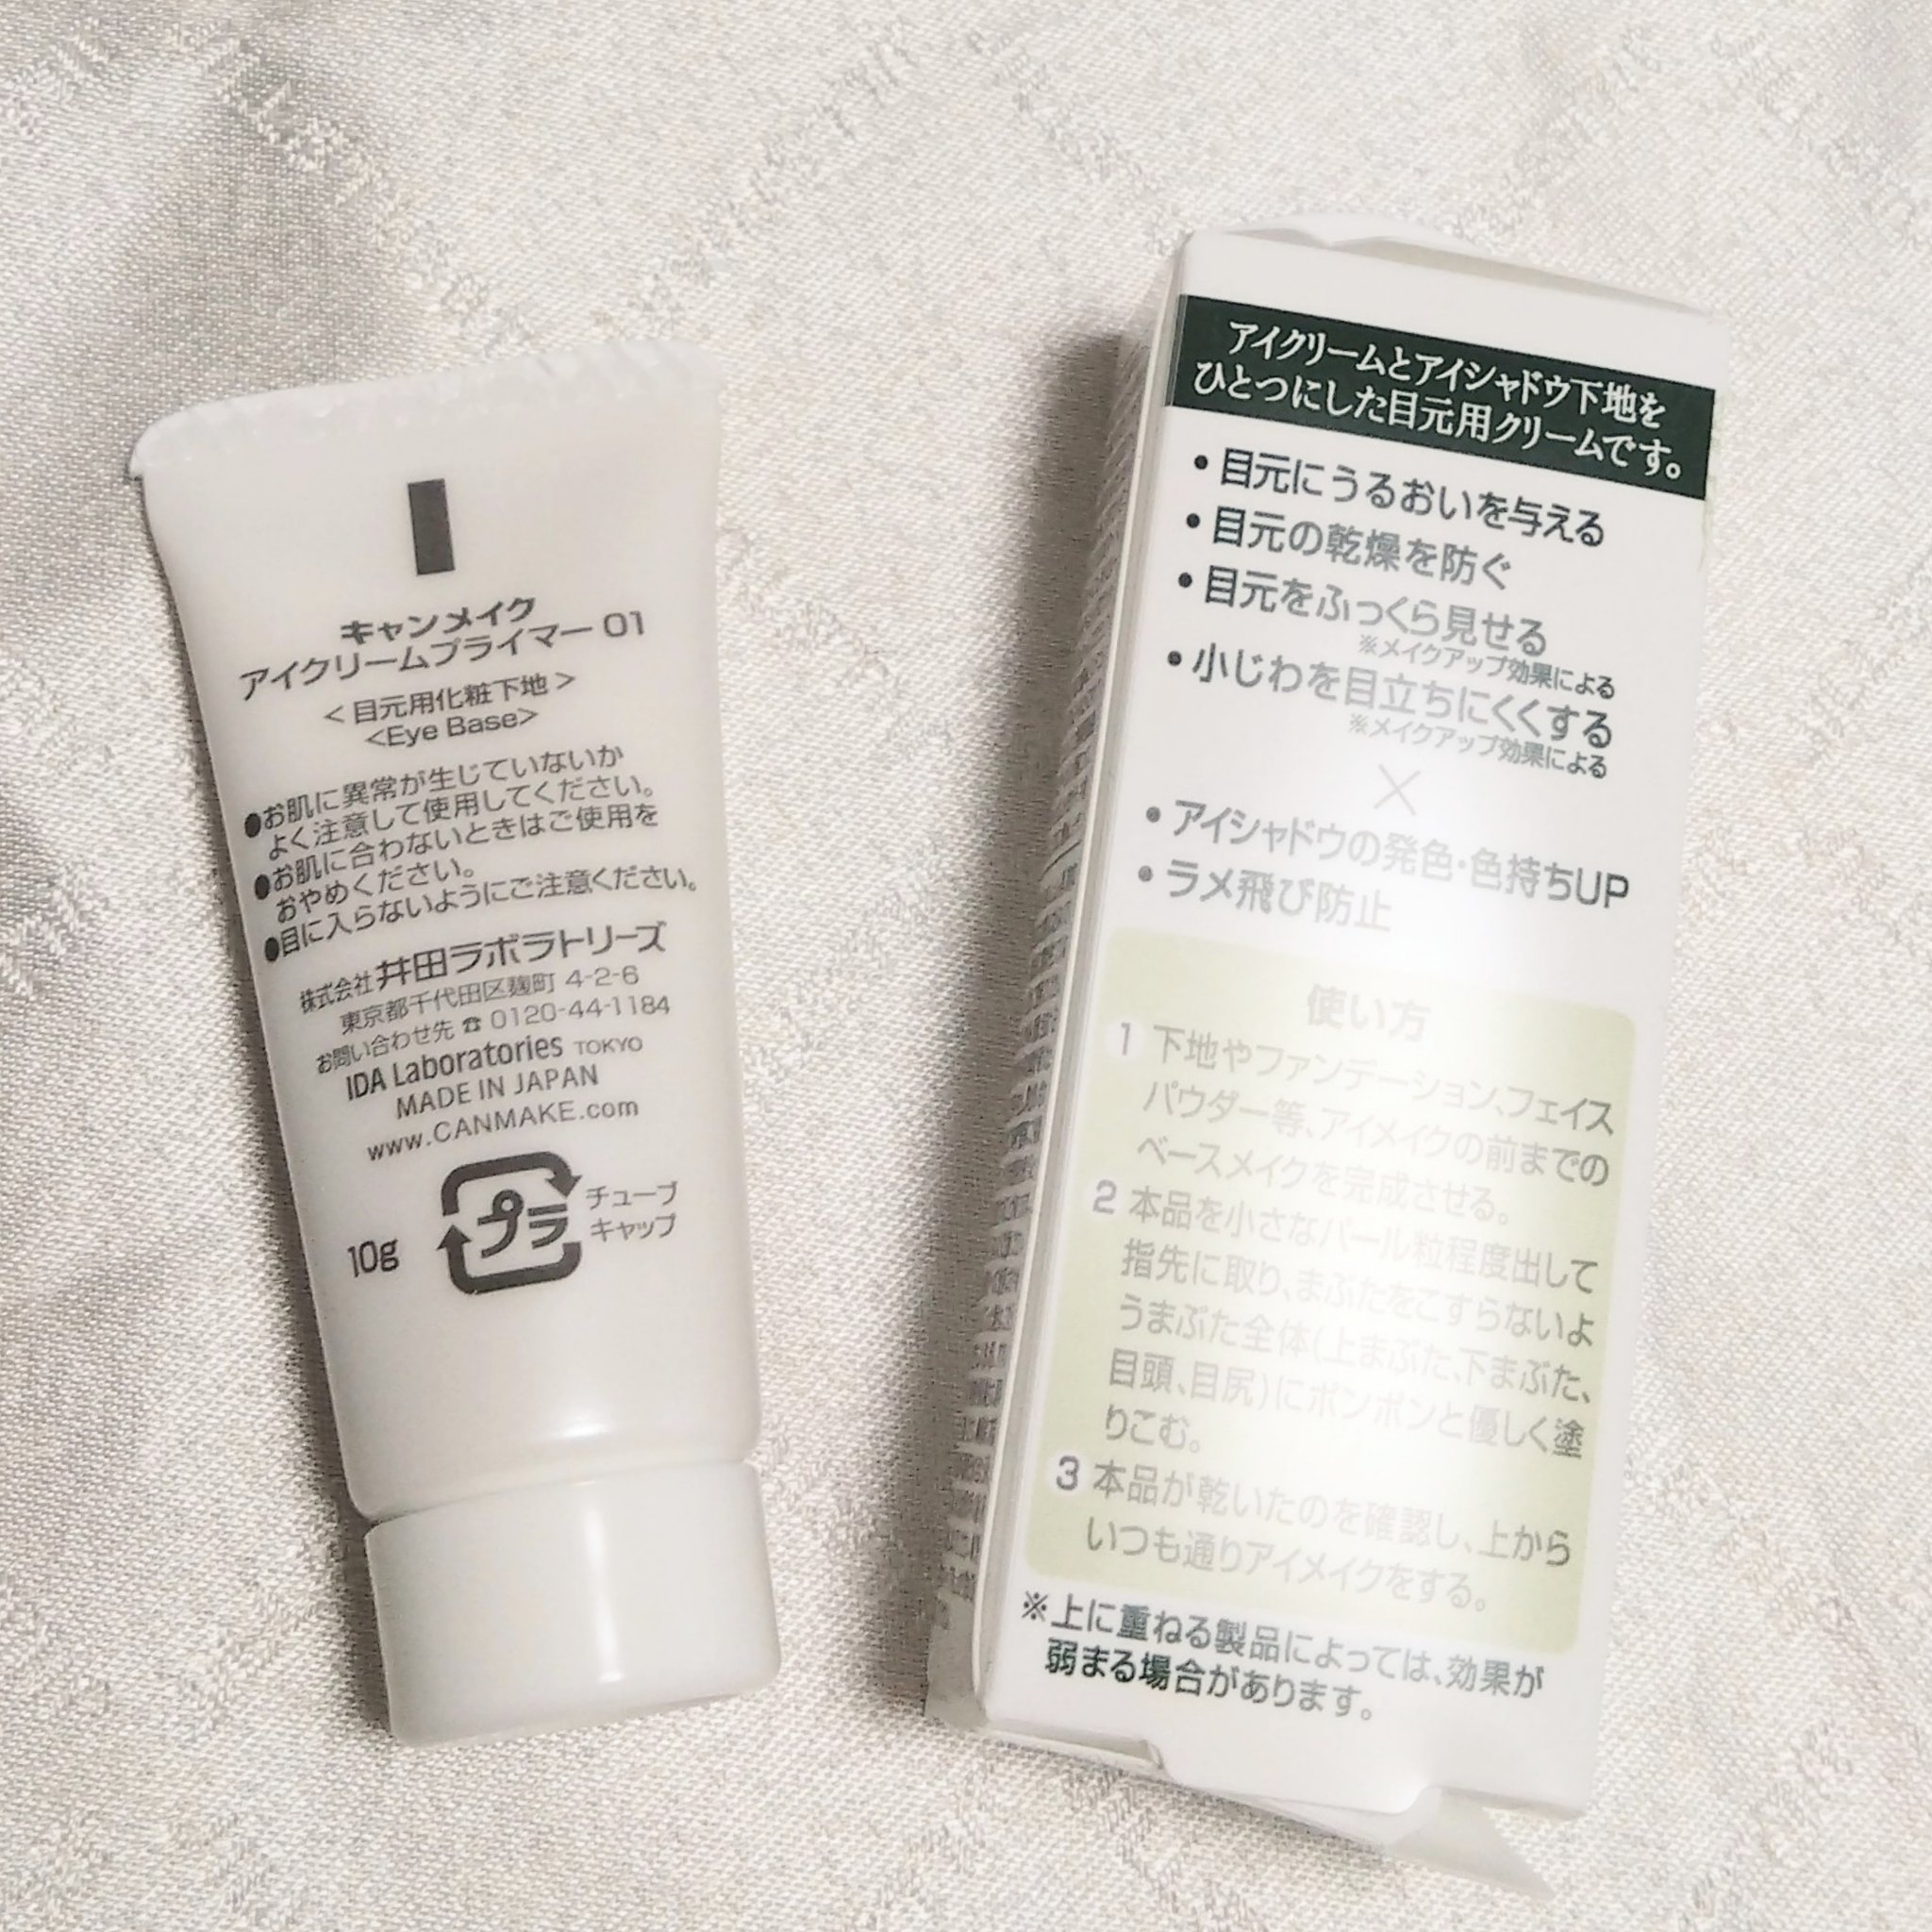 キャンメイク
アイクリームプライマー 01
<目元用化粧下地>
<Eye Base>
●お肌に異常が生じていないか
よく注意して使用してください。
●お肌に合わないときはご使用を
おやめください。
●目に入らないようにご注意ください。
株式会社 井田ラボラトリーズ
東京都千代田区麹町 4-2-6
お問い合わせ先 ☎ 0120-44-1184
IDA Laboratories TOKYO
MADE IN JAPAN
www.CANMAKE.com
10g
プラ
チューブ
キャップ
アイクリームとアイシャドウ下地を
ひとつにした目元用クリームです。
• 目元にうるおいを与える
• 目元の乾燥を防ぐ
• 目元をふっくら見せる
※メイクアップ効果による
• 小じわを目立ちにくくする
※メイクアップ効果による
×
• アイシャドウの発色・色持ちUP
• ラメ飛び防止
使い方
1 下地やファンデーション、フェイス
パウダー等、アイメイクの前までの
ベースメイクを完成させる。
2 本品を小さなパール粒程度出して
指先に取り、まぶたをこすらないよ
うまぶた全体(上まぶた、下まぶた、
目頭、目尻)にポンポンと優しく塗
りこむ。
3 本品が乾いたのを確認し、上から
いつも通りアイメイクをする。
※上に重ねる製品によっては、効果が
弱まる場合があります。